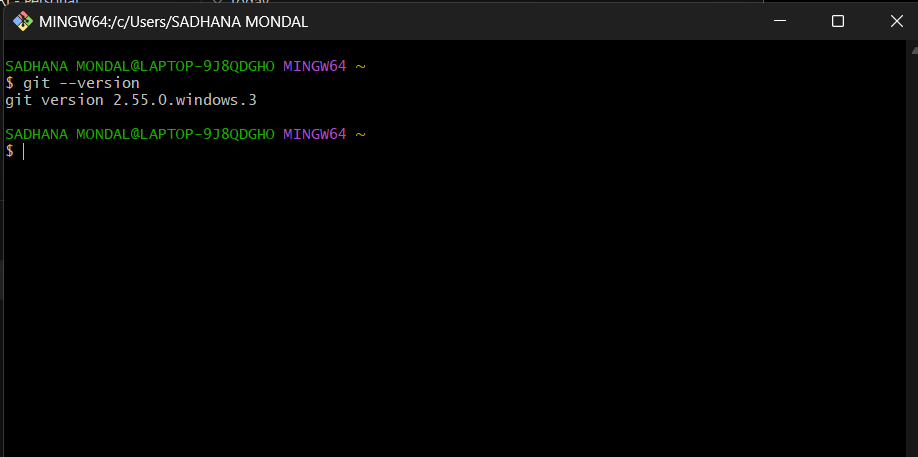 MINGW64:/c/Users/SADHANA MONDAL
SADHANA MONDAL@LAPTOP-9J8QDGHO MINGW64 ~
$ git --version
git version 2.55.0.windows.3
SADHANA MONDAL@LAPTOP-9J8QDGHO MINGW64 ~
$